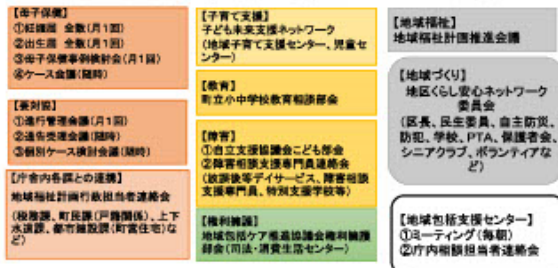 【母子保健】
①妊娠届 全数(月1回)
②出生届 全数(月1回)
③母子保健事例検討会(月1回)
④ケース会議(随時)
【要対協】
①進行管理会議(月1回)
②通告受理会議(随時)
③個別ケース検討会議(随時)
【庁舎内各課との連携】
地域福祉計画行政担当者連絡会
(税務課、町民課(戸籍関係)、上下
水道課、都市建設課(町営住宅)な
ど)
【子育て支援】
子ども未来支援ネットワーク
(地域子育て支援センター、児童セ
ンター)
【教育】
町立小中学校教育相談部会
【障害】
①自立支援協議会こども部会
②障害相談支援専門員連絡会
(放課後等デイサービス、障害相談
支援専門員、特別支援学校等)
【権利擁護】
地域包括ケア推進協議会権利擁護
部会(司法・消費生活センター)
【地域福祉】
地域福祉計画推進会議
【地域づくり】
地区くらし安心ネットワーク
委員会
(区長、民生委員、自主防災、
防犯、学校、PTA、保護者会、
シニアクラブ、ボランティアな
ど)
【地域包括支援センター】
①ミーティング(毎朝)
②庁内相談担当者連絡会